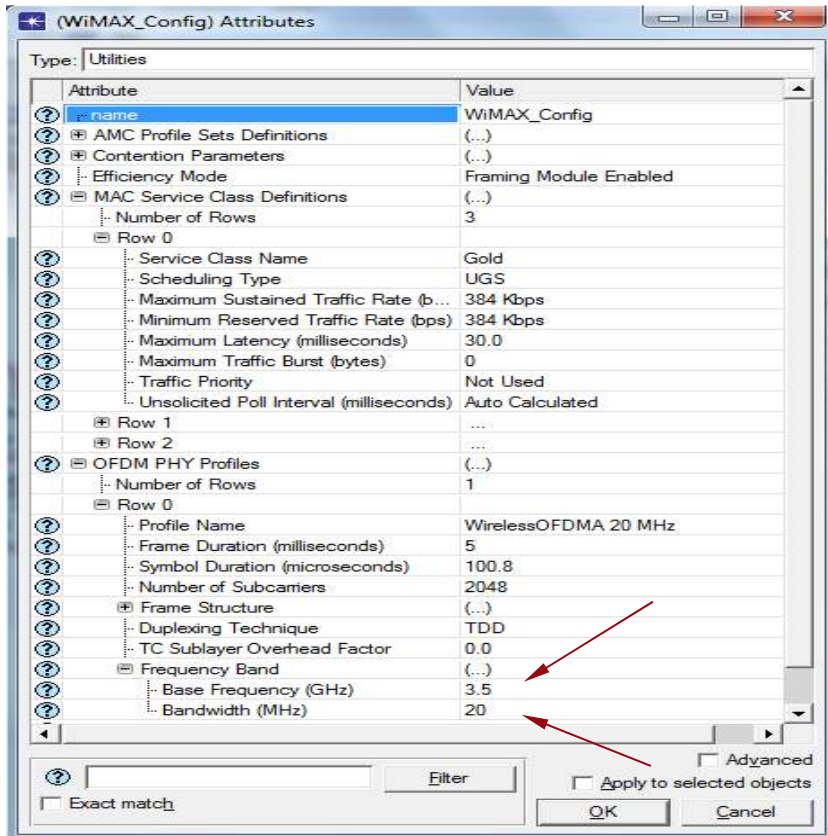 (WiMAX_Config) Attributes
Type: Utilities
Attribute Value
name WiMAX_Config
AMC Profile Sets Definitions (...)
Contention Parameters (...)
Efficiency Mode Framing Module Enabled
MAC Service Class Definitions (...)
Number of Rows 3
Row 0
Service Class Name Gold
Scheduling Type UGS
Maximum Sustained Traffic Rate (b... 384 Kbps
Minimum Reserved Traffic Rate (bps) 384 Kbps
Maximum Latency (milliseconds) 30.0
Maximum Traffic Burst (bytes) 0
Traffic Priority Not Used
Unsolicited Poll Interval (milliseconds) Auto Calculated
Row 1 ...
Row 2 ...
OFDM PHY Profiles (...)
Number of Rows 1
Row 0
Profile Name WirelessOFDMA 20 MHz
Frame Duration (milliseconds) 5
Symbol Duration (microseconds) 100.8
Number of Subcarriers 2048
Frame Structure (...)
Duplexing Technique TDD
TC Sublayer Overhead Factor 0.0
Frequency Band (...)
Base Frequency (GHz) 3.5
Bandwidth (MHz) 20
Advanced
Filter
Apply to selected objects
Exact match
OK Cancel